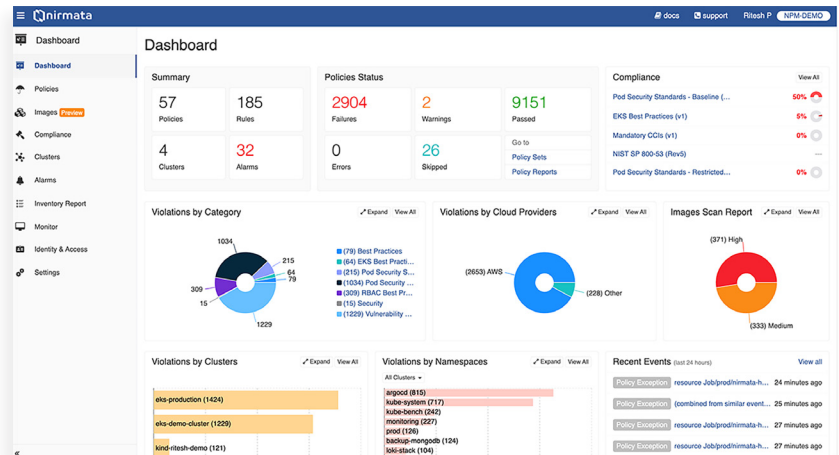 nirmata
docs
support
Ritesh P
NPM-DEMO
Dashboard
Dashboard
Policies
Images Preview
Compliance
Clusters
Alarms
Inventory Report
Monitor
Identity & Access
Settings
«
Dashboard
Summary
57
Policies
185
Rules
4
Clusters
32
Alarms
Policies Status
2904
Failures
2
Warnings
9151
Passed
0
Errors
26
Skipped
Go to
Policy Sets
Policy Reports
Compliance
View All
Pod Security Standards - Baseline (...
50%
EKS Best Practices (v1)
5%
Mandatory CCIs (v1)
0%
NIST SP 800-53 (Rev5)
—
Pod Security Standards - Restricted...
0%
Violations by Category
Expand View All
1034
215
64
79
309
15
1229
(79) Best Practices
(64) EKS Best Practi...
(215) Pod Security S...
(1034) Pod Security ...
(309) RBAC Best Pr...
(15) Security
(1229) Vulnerability ...
Violations by Cloud Providers
Expand View All
(2653) AWS
(228) Other
Images Scan Report
Expand View All
(371) High
(333) Medium
Violations by Clusters
Expand View All
eks-production (1424)
eks-demo-cluster (1229)
kind-ritesh-demo (121)
Violations by Namespaces
Expand View All
All Clusters
argocd (815)
kube-system (717)
kube-bench (242)
monitoring (227)
prod (126)
backup-mongodb (124)
loki-stack (104)
Recent Events (last 24 hours)
View all
Policy Exception resource Job/prod/nirmata-h... 24 minutes ago
Policy Exception (combined from similar event... 25 minutes ago
Policy Exception resource Job/prod/nirmata-h... 27 minutes ago
Policy Exception resource Job/prod/nirmata-h... 27 minutes ago